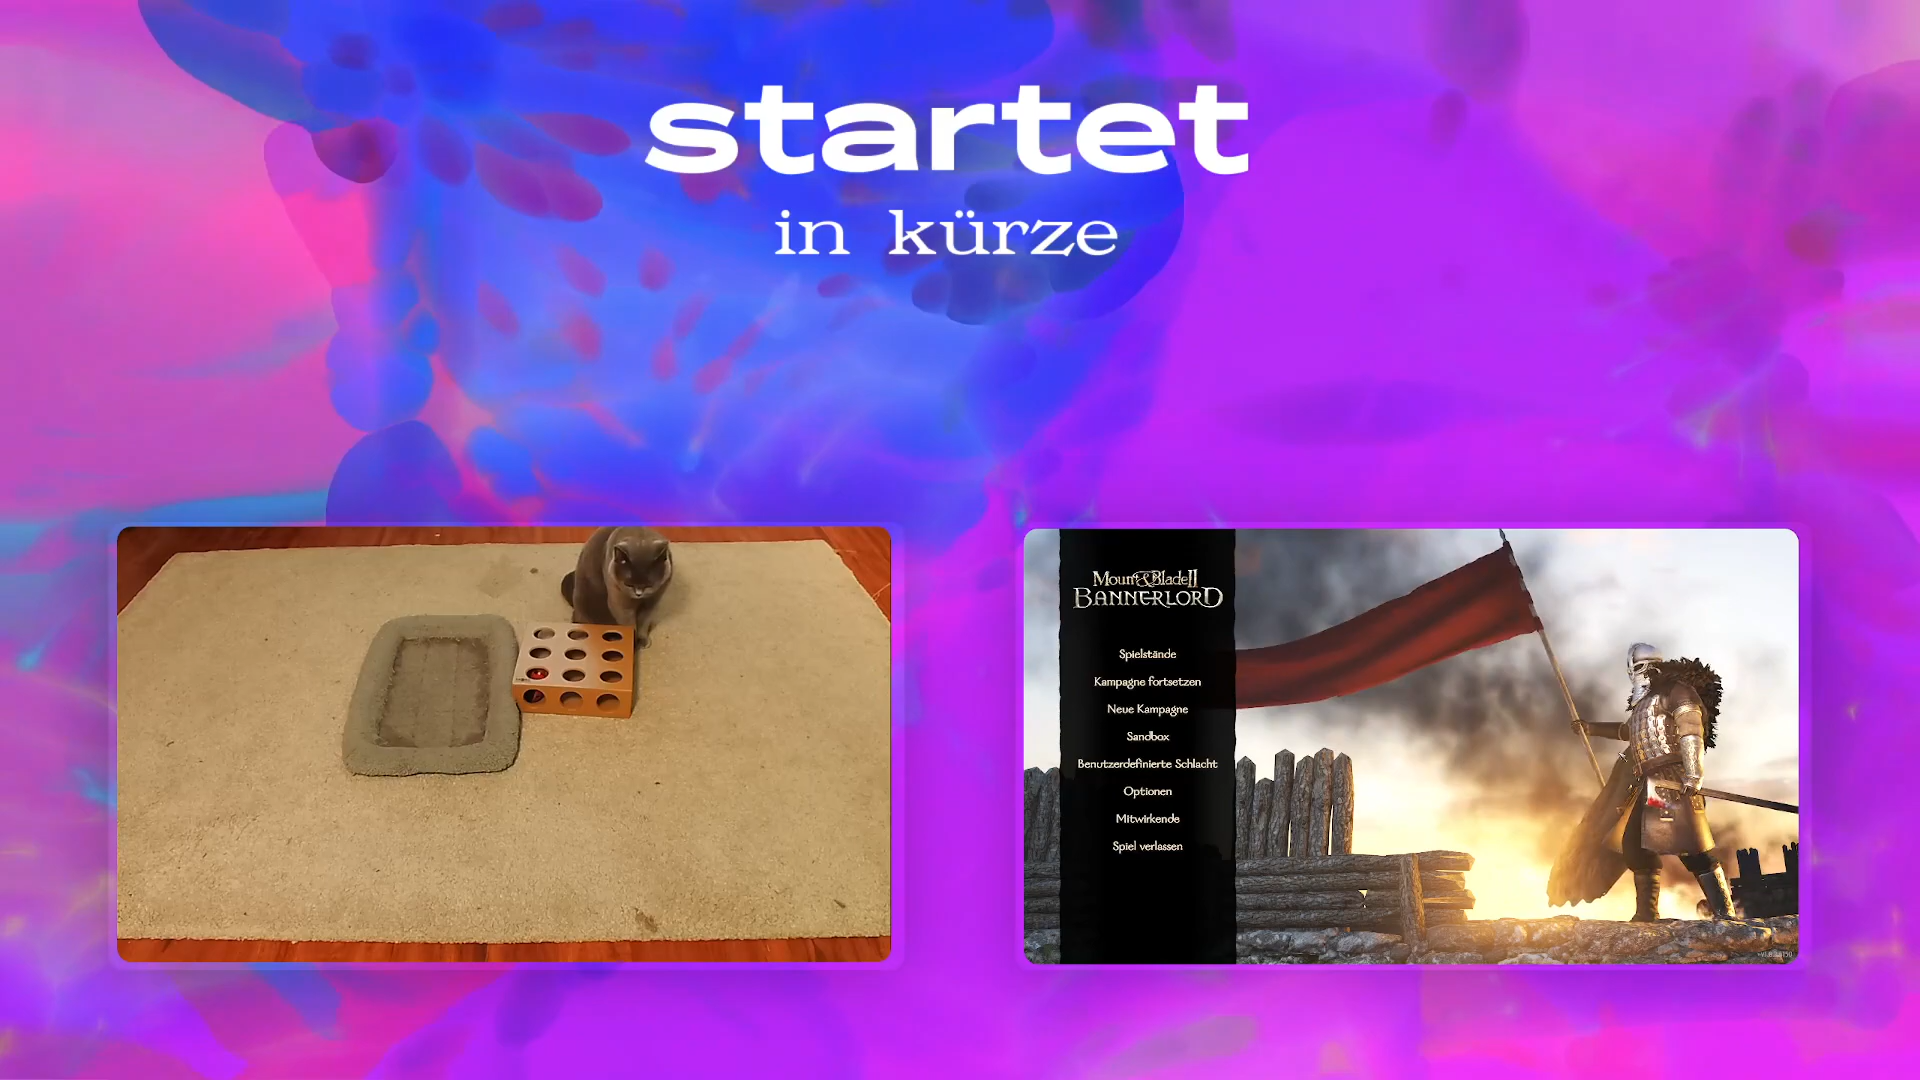 startet
in kürze
Mount & Blade II
BANNERLORD
Spielstände
Kampagne fortsetzen
Neue Kampagne
Sandbox
Benutzerdefinierte Schlacht
Optionen
Mitwirkende
Spiel verlassen